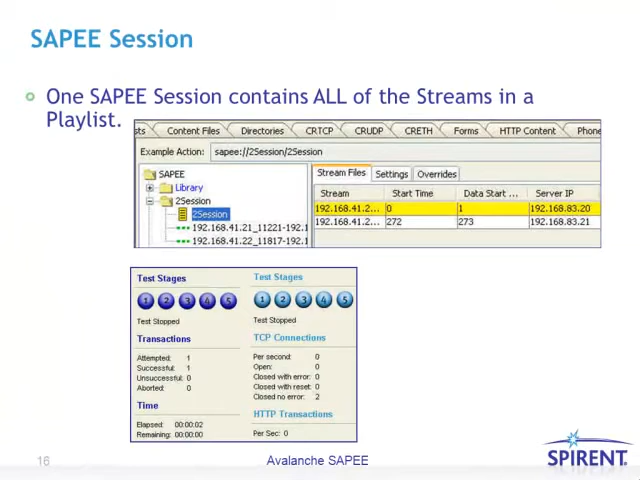 SAPEE Session
One SAPEE Session contains ALL of the Streams in a
Playlist.
sts Content Files Directories CRTCP CRUDP CRETH Forms HTTP Content Phone
Example Action: sapee://2Session/2Session
SAPEE
Library
2Session
2Session
192.168.41.21_11221-192.1
192.168.41.22_11817-192.1
Stream Files Settings Overrides
Stream Start Time Data Start ... Server IP
192.168.41.2... 0 1 192.168.83.20
192.168.41.2... 272 273 192.168.83.21
Test Stages
1 2 3 4 5
Test Stopped
Transactions
Attempted: 1
Successful: 1
Unsuccessful: 0
Aborted: 0
Time
Elapsed: 00:00:02
Remaining: 00:00:00
Test Stages
1 2 3 4 5
Test Stopped
TCP Connections
Per second: 0
Open: 0
Closed with error: 0
Closed with reset: 0
Closed no error: 2
HTTP Transactions
Per Sec: 0
16
Avalanche SAPEE
SPIRENT